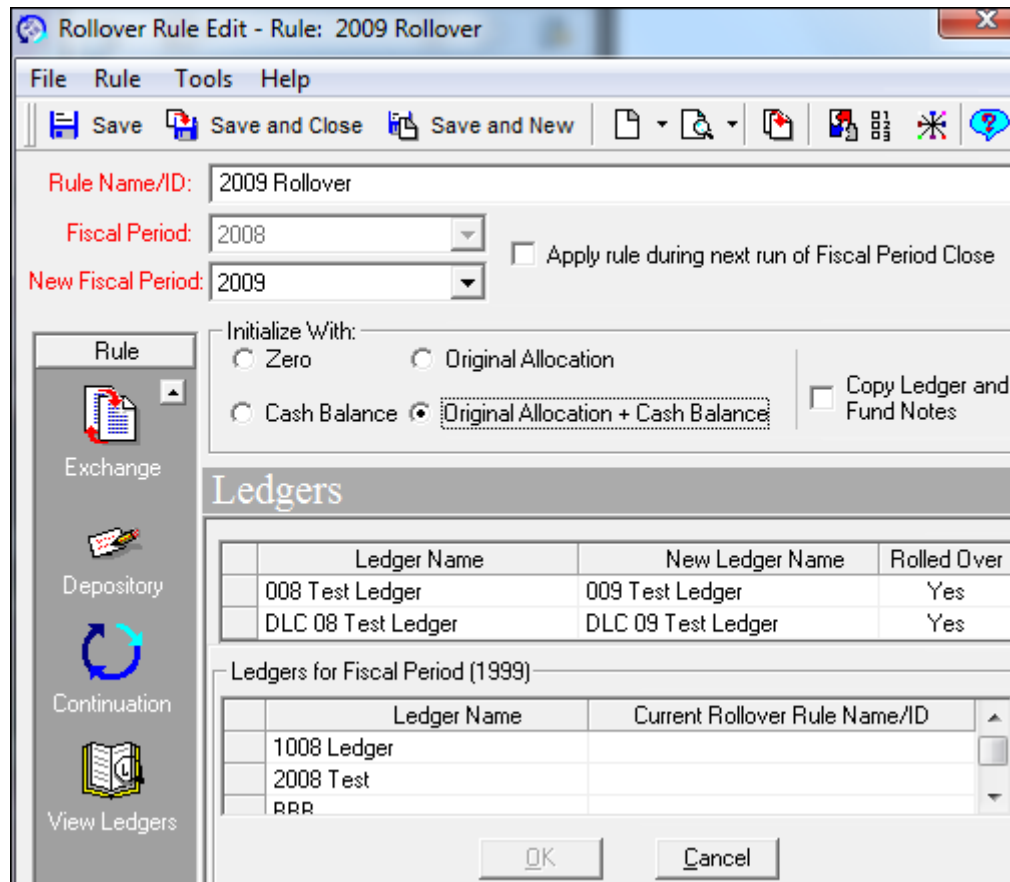 Rollover Rule Edit - Rule: 2009 Rollover
File Rule Tools Help
Save Save and Close Save and New
Rule Name/ID: 2009 Rollover
Fiscal Period: 2008
Apply rule during next run of Fiscal Period Close
New Fiscal Period: 2009
Initialize With:
Zero Original Allocation
Cash Balance Original Allocation + Cash Balance
Copy Ledger and
Fund Notes
Rule
Exchange
Depository
Continuation
View Ledgers
Ledgers
Ledger Name New Ledger Name Rolled Over
008 Test Ledger 009 Test Ledger Yes
DLC 08 Test Ledger DLC 09 Test Ledger Yes
Ledgers for Fiscal Period (1999)
Ledger Name Current Rollover Rule Name/ID
1008 Ledger
2008 Test
OK Cancel